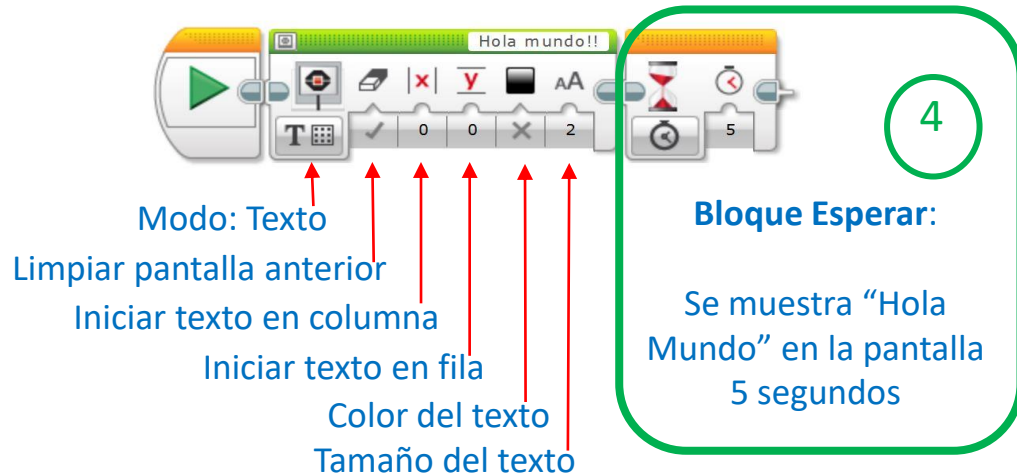 Hola mundo!!
x y AA
T 0 0 2 5
4
Modo: Texto
Limpiar pantalla anterior
Iniciar texto en columna
Iniciar texto en fila
Color del texto
Tamaño del texto
Bloque Esperar:
Se muestra “Hola
Mundo” en la pantalla
5 segundos